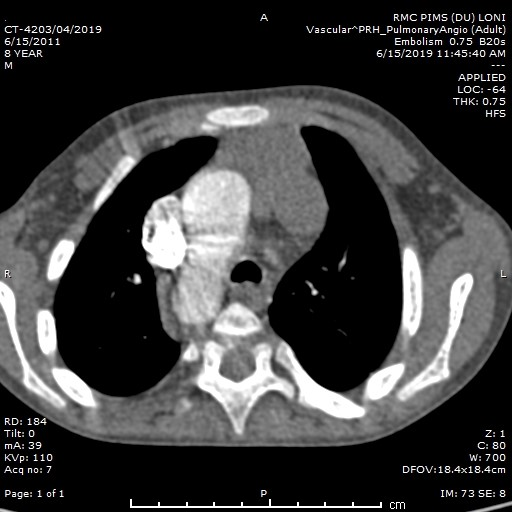 .
A
CT-4203/04/2019
6/15/2011
8 YEAR
M
RMC PIMS (DU) LONI
Vascular^PRH_PulmonaryAngio (Adult)
Embolism 0.75 B20s
6/15/2019 11:45:40 AM
---
APPLIED
LOC: -64
THK: 0.75
HFS
R
L
RD: 184
Tilt: 0
mA: 39
KVp: 110
Acq no: 7
Page: 1 of 1
Z: 1
C: 80
W: 700
DFOV:18.4x18.4cm
IM: 73 SE: 8
P
cm